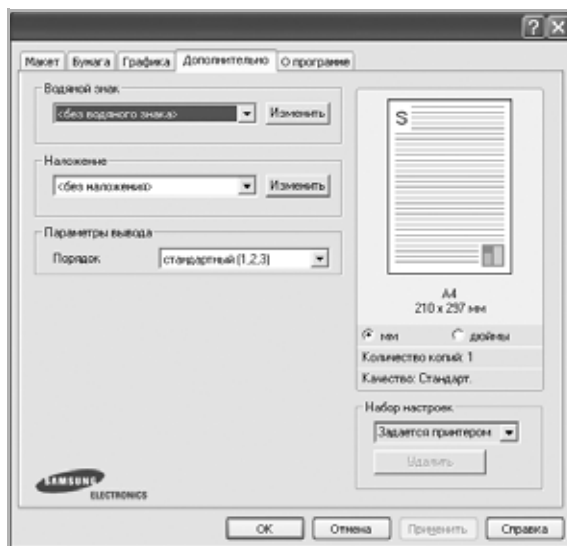 Макет Бумага Графика Дополнительно О программе
Водяной знак
<без водяного знака> Изменить
Наложение
<без наложения> Изменить
Параметры вывода
Порядок стандартный (1,2,3)
S
A4
210 x 297 мм
мм дюймы
Количество копий: 1
Качество: Стандарт.
Набор настроек
Задается принтером
Удалить
SAMSUNG
ELECTRONICS
OK Отмена Применить Справка